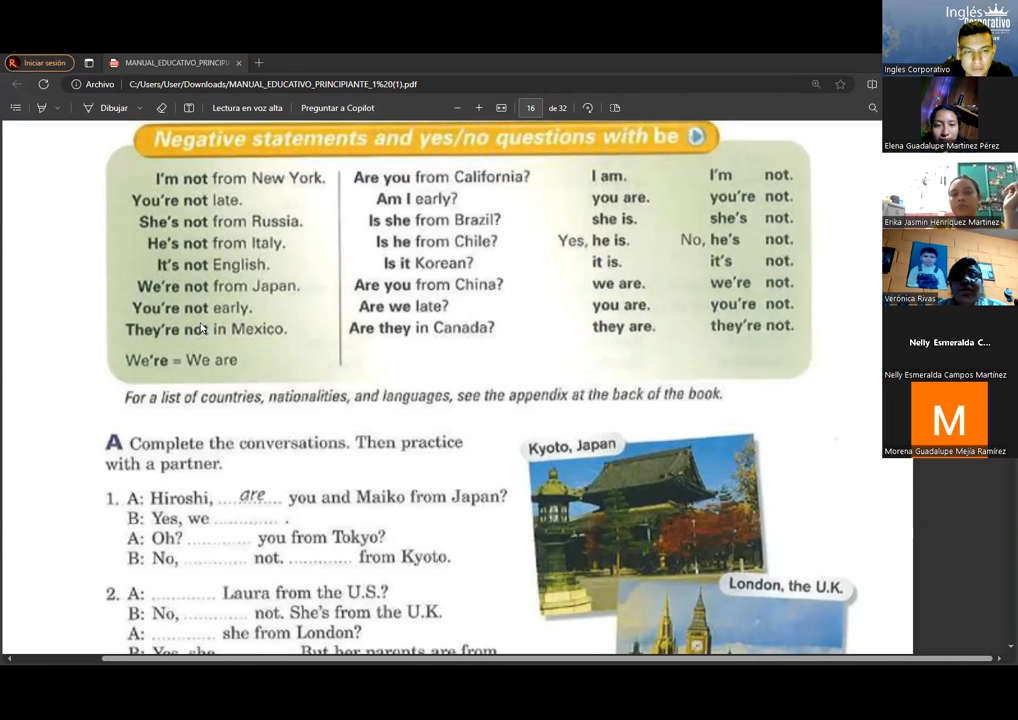 Iniciar sesión
MANUAL_EDUCATIVO_PRINCIPI
Archivo
C:/Users/User/Downloads/MANUAL_EDUCATIVO_PRINCIPIANTE_1%20(1).pdf
Dibujar
Lectura en voz alta
Preguntar a Copilot
16
de 32
Negative statements and yes/no questions with be
I'm not from New York. Are you from California? I am. I'm not.
You're not late. Am I early? you are. you're not.
She's not from Russia. Is she from Brazil? she is. she's not.
He's not from Italy. Is he from Chile? Yes, he is. No, he's not.
It's not English. Is it Korean? it is. it's not.
We're not from Japan. Are you from China? we are. we're not.
You're not early. Are we late? you are. you're not.
They're not in Mexico. Are they in Canada? they are. they're not.
We're = We are
For a list of countries, nationalities, and languages, see the appendix at the back of the book.
A Complete the conversations. Then practice
with a partner.
1. A: Hiroshi, ....are.... you and Maiko from Japan?
B: Yes, we ............. .
A: Oh? ............. you from Tokyo?
B: No, ............. not. ............. from Kyoto.
2. A: ............. Laura from the U.S.?
B: No, ............. not. She's from the U.K.
A: ............. she from London?
B: Yes, she ............. But her parents are from
Kyoto, Japan
London, the U.K.
Inglés
Corporativo
Ingles Corporativo
Elena Guadalupe Martinez Pérez
Erika Jasmin Henriquez Martinez
Verónica Rivas
Nelly Esmeralda C...
Nelly Esmeralda Campos Martínez
M
Morena Guadalupe Mejía Ramírez